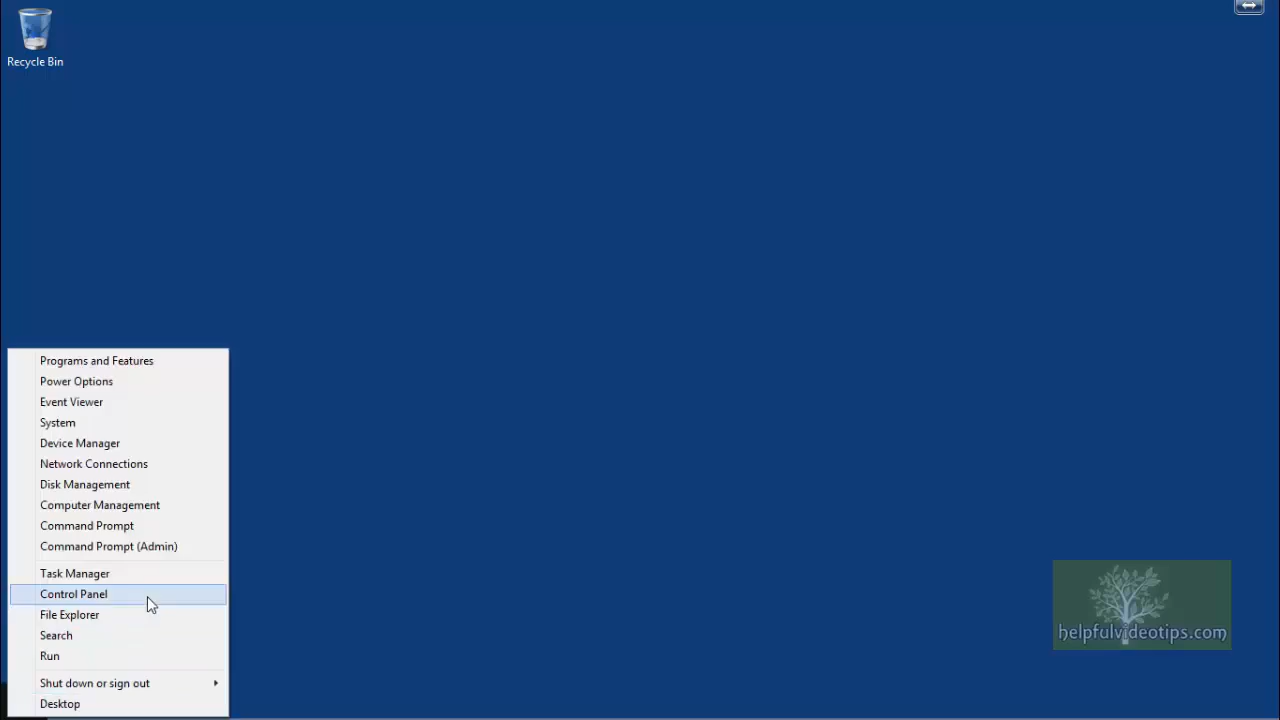 Recycle Bin
Programs and Features
Power Options
Event Viewer
System
Device Manager
Network Connections
Disk Management
Computer Management
Command Prompt
Command Prompt (Admin)
Task Manager
Control Panel
File Explorer
Search
Run
Shut down or sign out
Desktop
helpfulvideotips.com